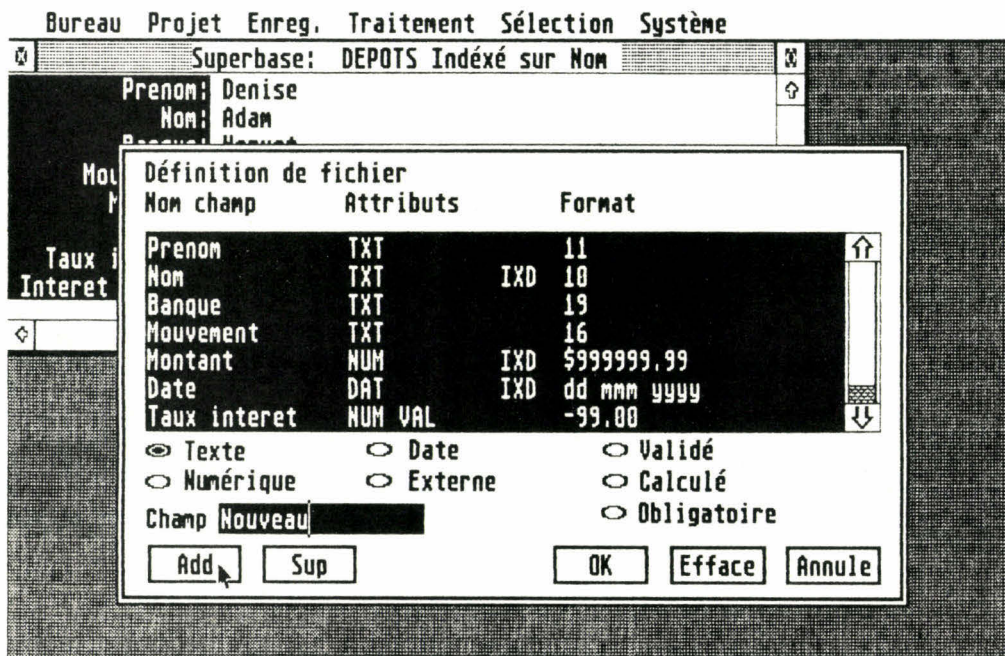 Bureau Projet Enreg. Traitement Sélection Système
Superbase: DEPOTS Indéxé sur Nom
Prenom: Denise
Nom: Adam
Mou
Taux i
Interet
Définition de fichier
Nom champ Attributs Format
Prenom TXT 11
Nom TXT IXD 10
Banque TXT 19
Mouvement TXT 16
Montant NUM IXD $999999.99
Date DAT IXD dd mmm yyyy
Taux interet NUM VAL -99.00
Texte Date Validé
Numérique Externe Calculé
Champ Nouveau Obligatoire
Add Sup OK Efface Annule